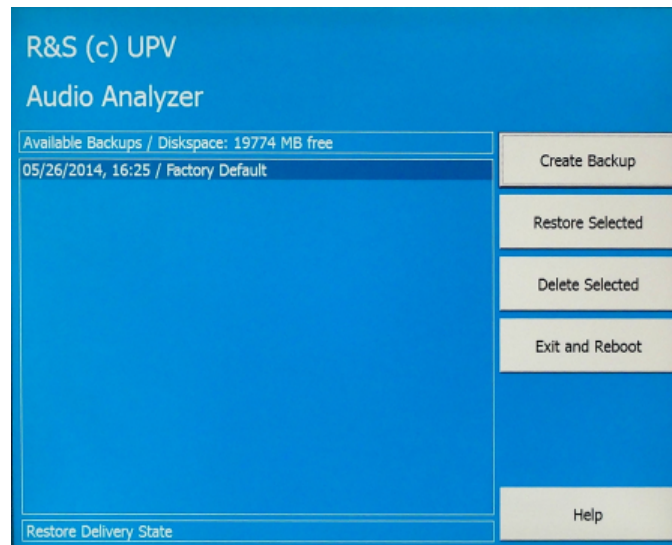 R&S (c) UPV
Audio Analyzer
Available Backups / Diskspace: 19774 MB free
05/26/2014, 16:25 / Factory Default
Create Backup
Restore Selected
Delete Selected
Exit and Reboot
Help
Restore Delivery State